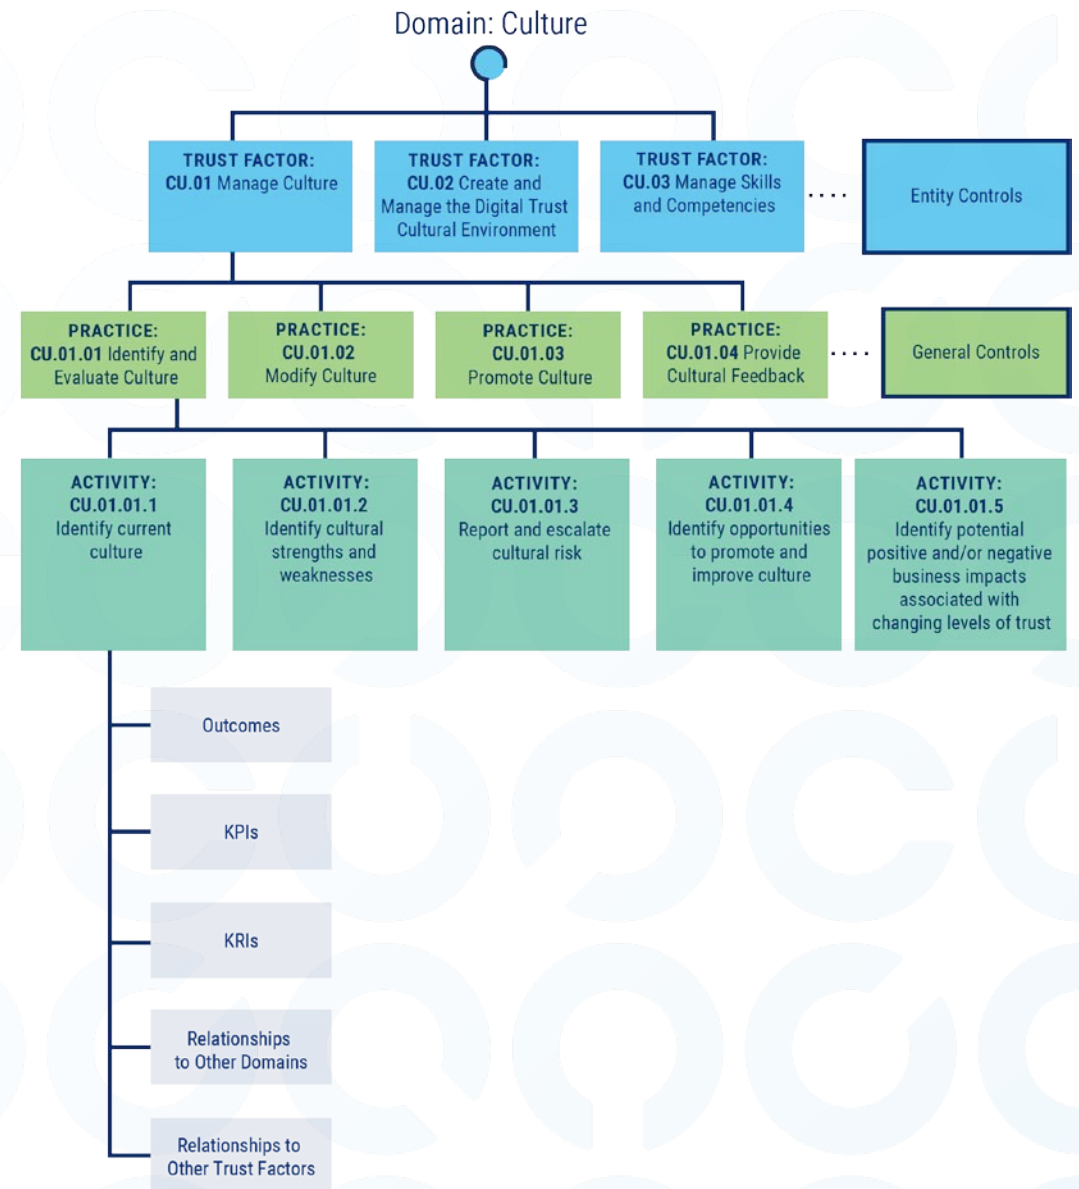 Domain: Culture
TRUST FACTOR:
CU.01 Manage Culture
TRUST FACTOR:
CU.02 Create and
Manage the Digital Trust
Cultural Environment
TRUST FACTOR:
CU.03 Manage Skills
and Competencies
Entity Controls
PRACTICE:
CU.01.01 Identify and
Evaluate Culture
PRACTICE:
CU.01.02
Modify Culture
PRACTICE:
CU.01.03
Promote Culture
PRACTICE:
CU.01.04 Provide
Cultural Feedback
General Controls
ACTIVITY:
CU.01.01.1
Identify current
culture
ACTIVITY:
CU.01.01.2
Identify cultural
strengths and
weaknesses
ACTIVITY:
CU.01.01.3
Report and escalate
cultural risk
ACTIVITY:
CU.01.01.4
Identify opportunities
to promote and
improve culture
ACTIVITY:
CU.01.01.5
Identify potential
positive and/or negative
business impacts
associated with
changing levels of trust
Outcomes
KPIs
KRIs
Relationships
to Other Domains
Relationships to
Other Trust Factors